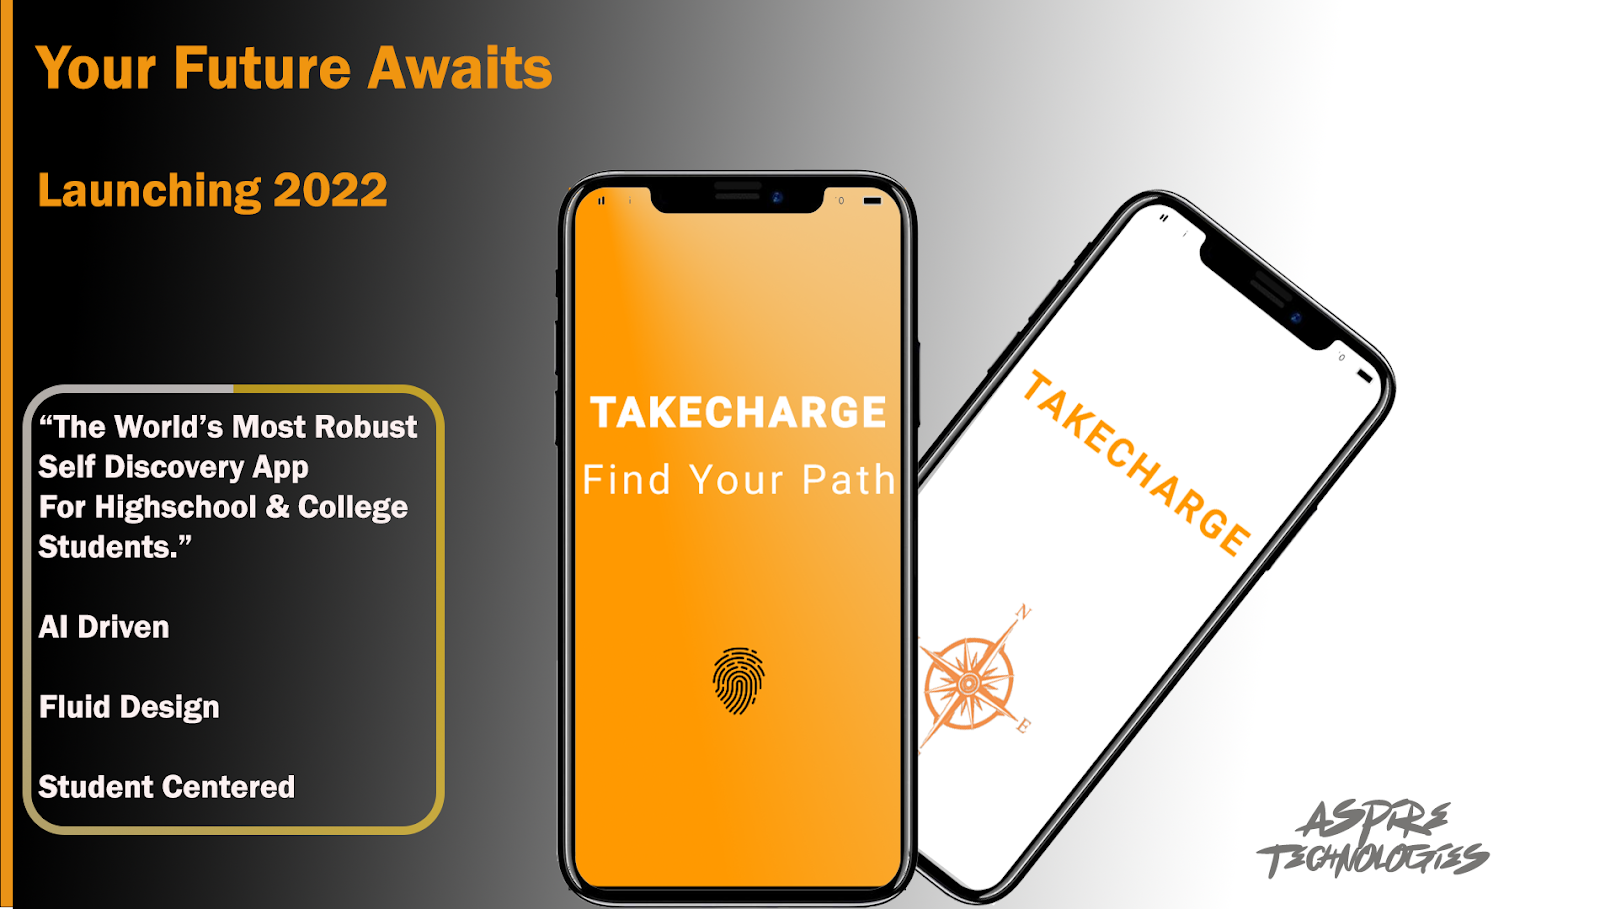 Your Future Awaits
Launching 2022
“The World’s Most Robust
Self Discovery App
For Highschool & College
Students.”
AI Driven
Fluid Design
Student Centered
TAKECHARGE
Find Your Path
TAKECHARGE
N
E
ASPIRE
TECHNOLOGIES